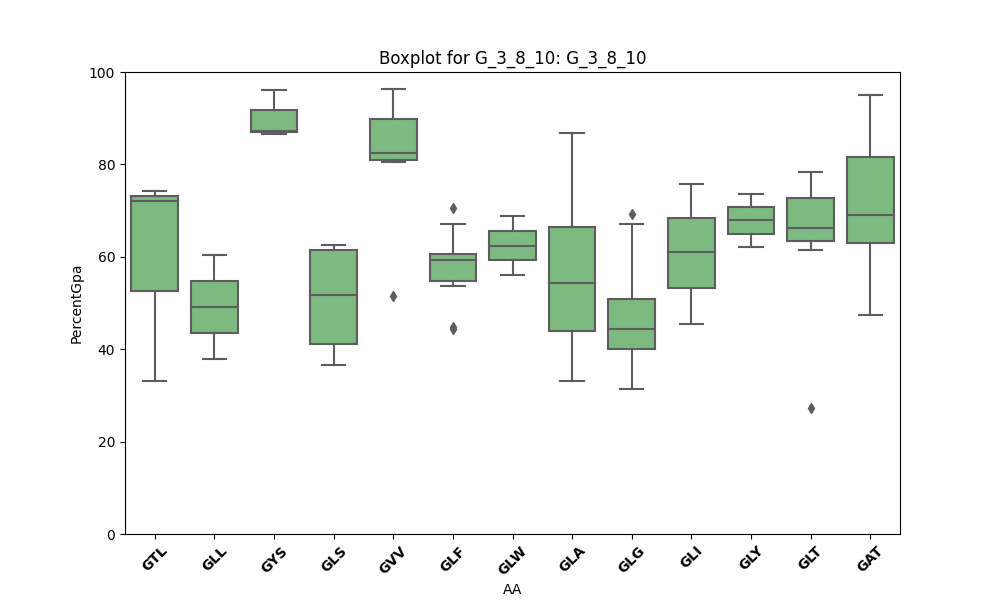 Boxplot for G_3_8_10: G_3_8_10
100
80
60
40
20
0
PercentGpa
GTL GLL GYS GLS GVV GLF GLW GLA GLG GLI GLY GLT GAT
AA